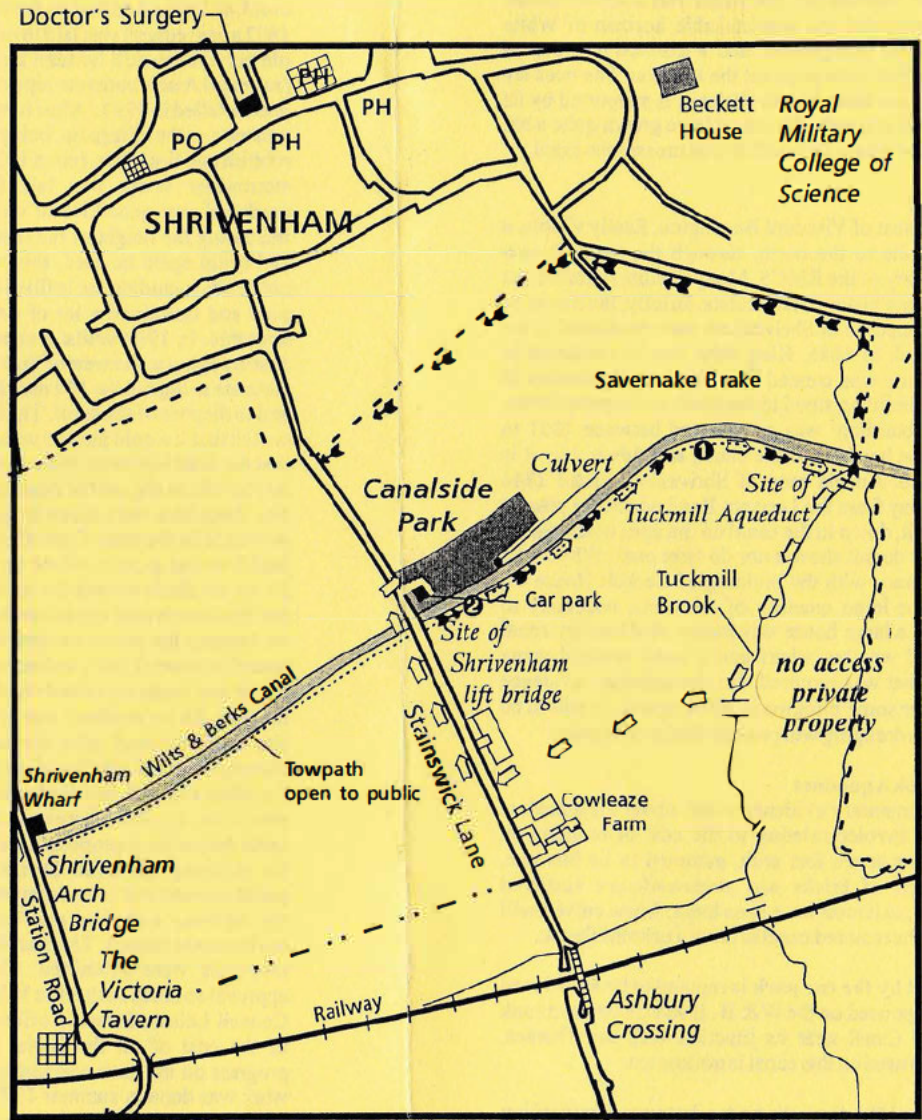 Doctor's Surgery
PH
PO
PH
PH
Beckett
House
Royal
Military
College of
Science
SHRIVENHAM
Savernake Brake
1
Culvert
Site of
Tuckmill Aqueduct
Canalside
Park
Car park
2
Tuckmill
Brook
Site of
Shrivenham
lift bridge
no access
private
property
Wilts & Berks Canal
Towpath
open to public
Stainswick Lane
Shrivenham
Wharf
Cowleaze
Farm
Shrivenham
Arch
Bridge
Station Road
The
Victoria
Tavern
Railway
Ashbury
Crossing